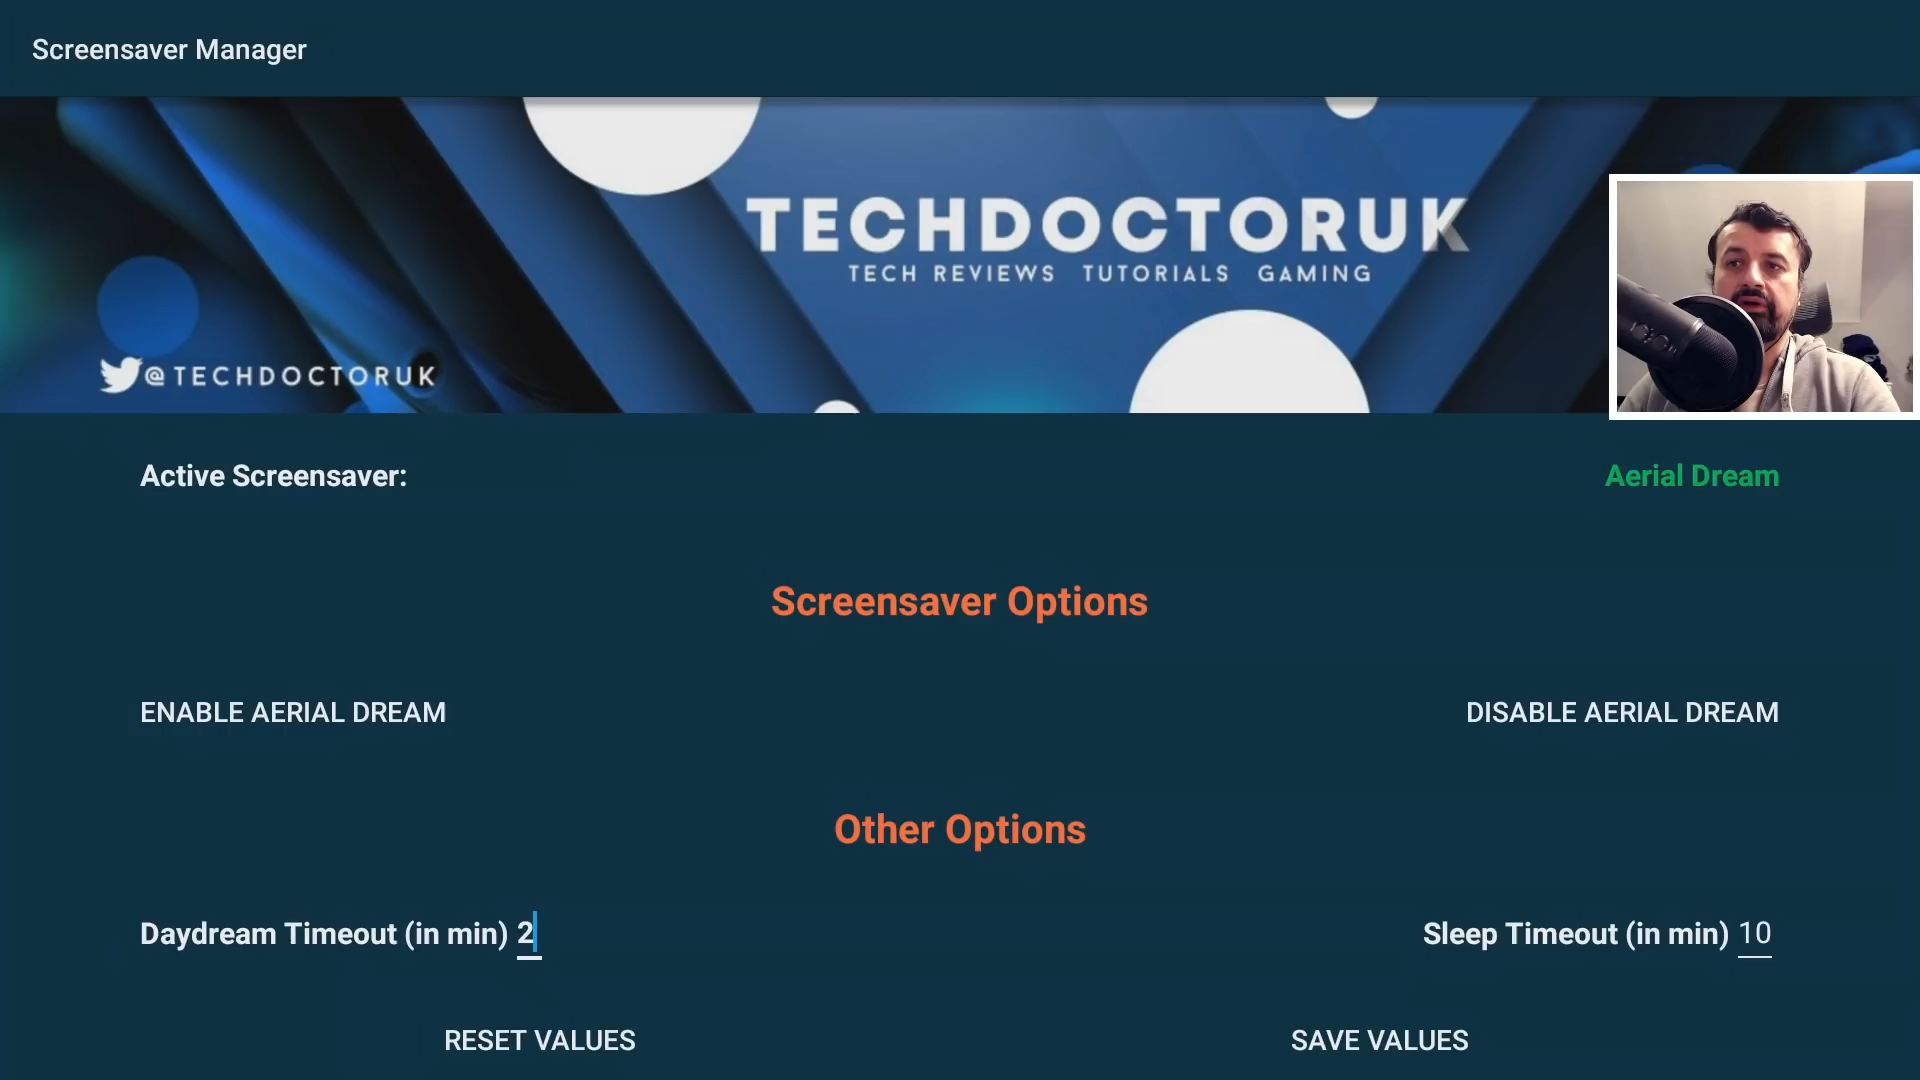 Screensaver Manager
TECHDOCTORUK
TECH REVIEWS TUTORIALS GAMING
@TECHDOCTORUK
Active Screensaver: Aerial Dream
Screensaver Options
ENABLE AERIAL DREAM DISABLE AERIAL DREAM
Other Options
Daydream Timeout (in min) 2 Sleep Timeout (in min) 10
RESET VALUES SAVE VALUES